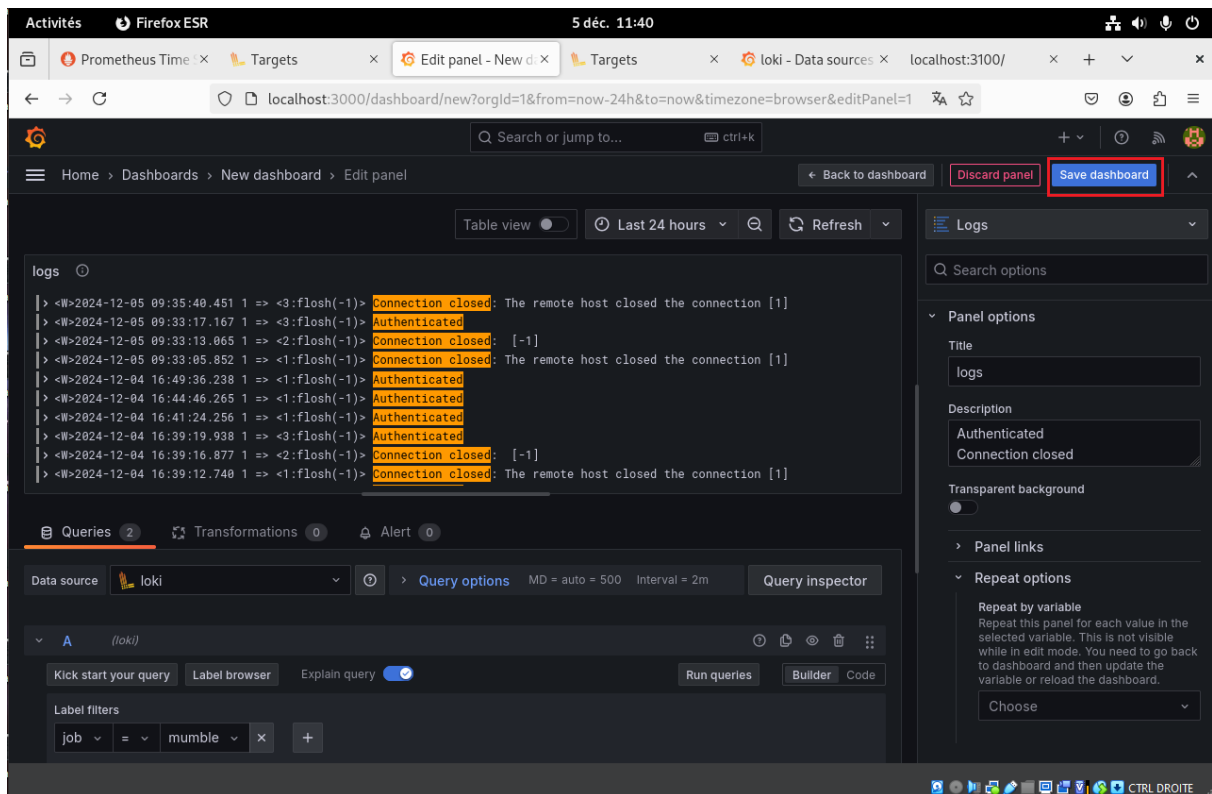 Activités Firefox ESR 5 déc. 11:40
Prometheus Time Targets Edit panel - New d Targets loki - Data sources localhost:3100/
localhost:3000/dashboard/new?orgId=1&from=now-24h&to=now&timezone=browser&editPanel=1
Search or jump to... ctrl+k
Home › Dashboards › New dashboard › Edit panel ← Back to dashboard Discard panel Save dashboard
Table view Last 24 hours Refresh
Logs
Search options
logs
> <W>2024-12-05 09:35:40.451 1 => <3:flosh(-1)> Connection closed: The remote host closed the connection [1]
> <W>2024-12-05 09:33:17.167 1 => <3:flosh(-1)> Authenticated
> <W>2024-12-05 09:33:13.065 1 => <2:flosh(-1)> Connection closed:  [-1]
> <W>2024-12-05 09:33:05.852 1 => <1:flosh(-1)> Connection closed: The remote host closed the connection [1]
> <W>2024-12-04 16:49:36.238 1 => <1:flosh(-1)> Authenticated
> <W>2024-12-04 16:44:46.265 1 => <1:flosh(-1)> Authenticated
> <W>2024-12-04 16:41:24.256 1 => <1:flosh(-1)> Authenticated
> <W>2024-12-04 16:39:19.938 1 => <3:flosh(-1)> Authenticated
> <W>2024-12-04 16:39:16.877 1 => <2:flosh(-1)> Connection closed:  [-1]
> <W>2024-12-04 16:39:12.740 1 => <1:flosh(-1)> Connection closed: The remote host closed the connection [1]
Queries 2 Transformations 0 Alert 0
Data source loki > Query options MD = auto = 500 Interval = 2m Query inspector
A (loki)
Kick start your query Label browser Explain query Run queries Builder Code
Label filters
job = mumble × +
Panel options
Title
logs
Description
Authenticated
Connection closed
Transparent background
Panel links
Repeat options
Repeat by variable
Repeat this panel for each value in the
selected variable. This is not visible
while in edit mode. You need to go back
to dashboard and then update the
variable or reload the dashboard.
Choose
CTRL DROITE